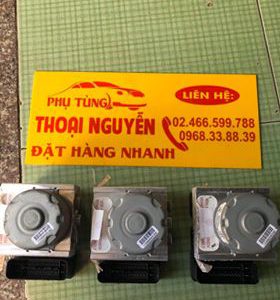 PHỤ TÙNG
LIÊN HỆ:
THOẠI NGUYỄN
02.466.599.788
0968.33.88.39
ĐẶT HÀNG NHANH